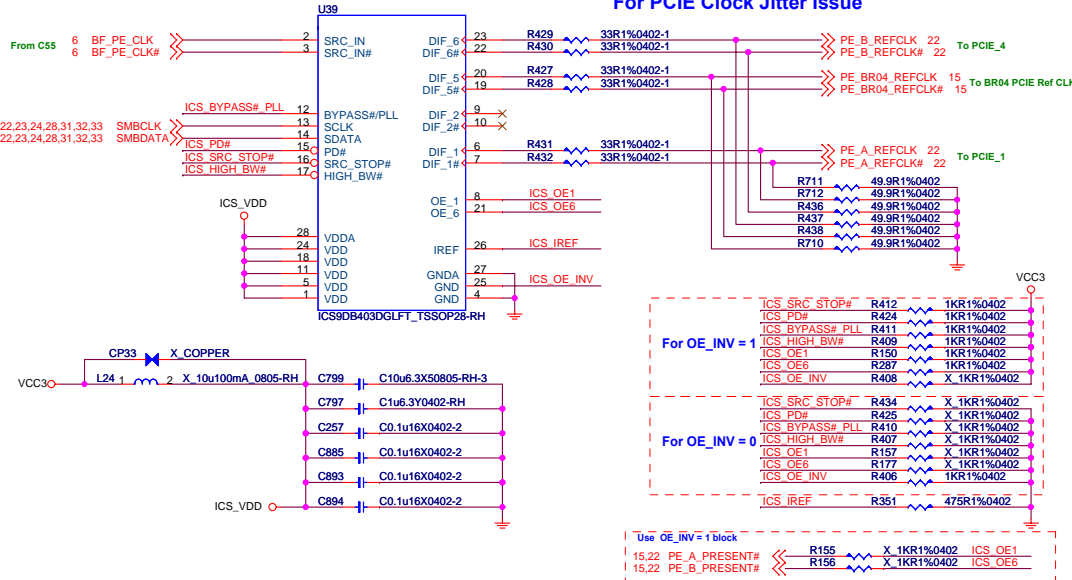 For PCIE Clock Jitter Issue
U39
From C55
6 BF_PE_CLK
6 BF_PE_CLK#
2 SRC_IN
3 SRC_IN#
DIF_6 23 R429 33R1%0402-1 PE_B_REFCLK 22
DIF_6# 22 R430 33R1%0402-1 PE_B_REFCLK# 22
To PCIE_4
DIF_5 20 R427 33R1%0402-1 PE_BR04_REFCLK 15
DIF_5# 19 R428 33R1%0402-1 PE_BR04_REFCLK# 15
To BR04 PCIE Ref CLK
ICS_BYPASS#_PLL 12 BYPASS#/PLL
22,23,24,28,31,32,33 SMBCLK 13 SCLK
22,23,24,28,31,32,33 SMBDATA 14 SDATA
ICS_PD# 15 PD#
ICS_SRC_STOP# 16 SRC_STOP#
ICS_HIGH_BW# 17 HIGH_BW#
DIF_2 9
DIF_2# 10
DIF_1 6 R431 33R1%0402-1 PE_A_REFCLK 22
DIF_1# 7 R432 33R1%0402-1 PE_A_REFCLK# 22
To PCIE_1
R711 49.9R1%0402
R712 49.9R1%0402
R436 49.9R1%0402
R437 49.9R1%0402
R438 49.9R1%0402
R710 49.9R1%0402
OE_1 8 ICS_OE1
OE_6 21 ICS_OE6
IREF 26 ICS_IREF
GNDA 27
GND 25 ICS_OE_INV
GND 4
ICS_VDD
28 VDDA
24 VDD
18 VDD
11 VDD
5 VDD
1 VDD
ICS9DB403DGLFT_TSSOP28-RH
VCC3
For OE_INV = 1
ICS_SRC_STOP# R412 1KR1%0402
ICS_PD# R424 1KR1%0402
ICS_BYPASS#_PLL R411 1KR1%0402
ICS_HIGH_BW# R409 1KR1%0402
ICS_OE1 R150 1KR1%0402
ICS_OE6 R287 1KR1%0402
ICS_OE_INV R408 X_1KR1%0402
For OE_INV = 0
ICS_SRC_STOP# R434 X_1KR1%0402
ICS_PD# R425 X_1KR1%0402
ICS_BYPASS#_PLL R410 X_1KR1%0402
ICS_HIGH_BW# R407 X_1KR1%0402
ICS_OE1 R157 X_1KR1%0402
ICS_OE6 R177 X_1KR1%0402
ICS_OE_INV R406 X_1KR1%0402
ICS_IREF R351 475R1%0402
CP33 X_COPPER
VCC3 L24 1 2 X_10u100mA_0805-RH
C799 C10u6.3X50805-RH-3
C797 C1u6.3Y0402-RH
C257 C0.1u16X0402-2
C885 C0.1u16X0402-2
C893 C0.1u16X0402-2
ICS_VDD C894 C0.1u16X0402-2
Use OE_INV = 1 block
15,22 PE_A_PRESENT# R155 X_1KR1%0402 ICS_OE1
15,22 PE_B_PRESENT# R156 X_1KR1%0402 ICS_OE6